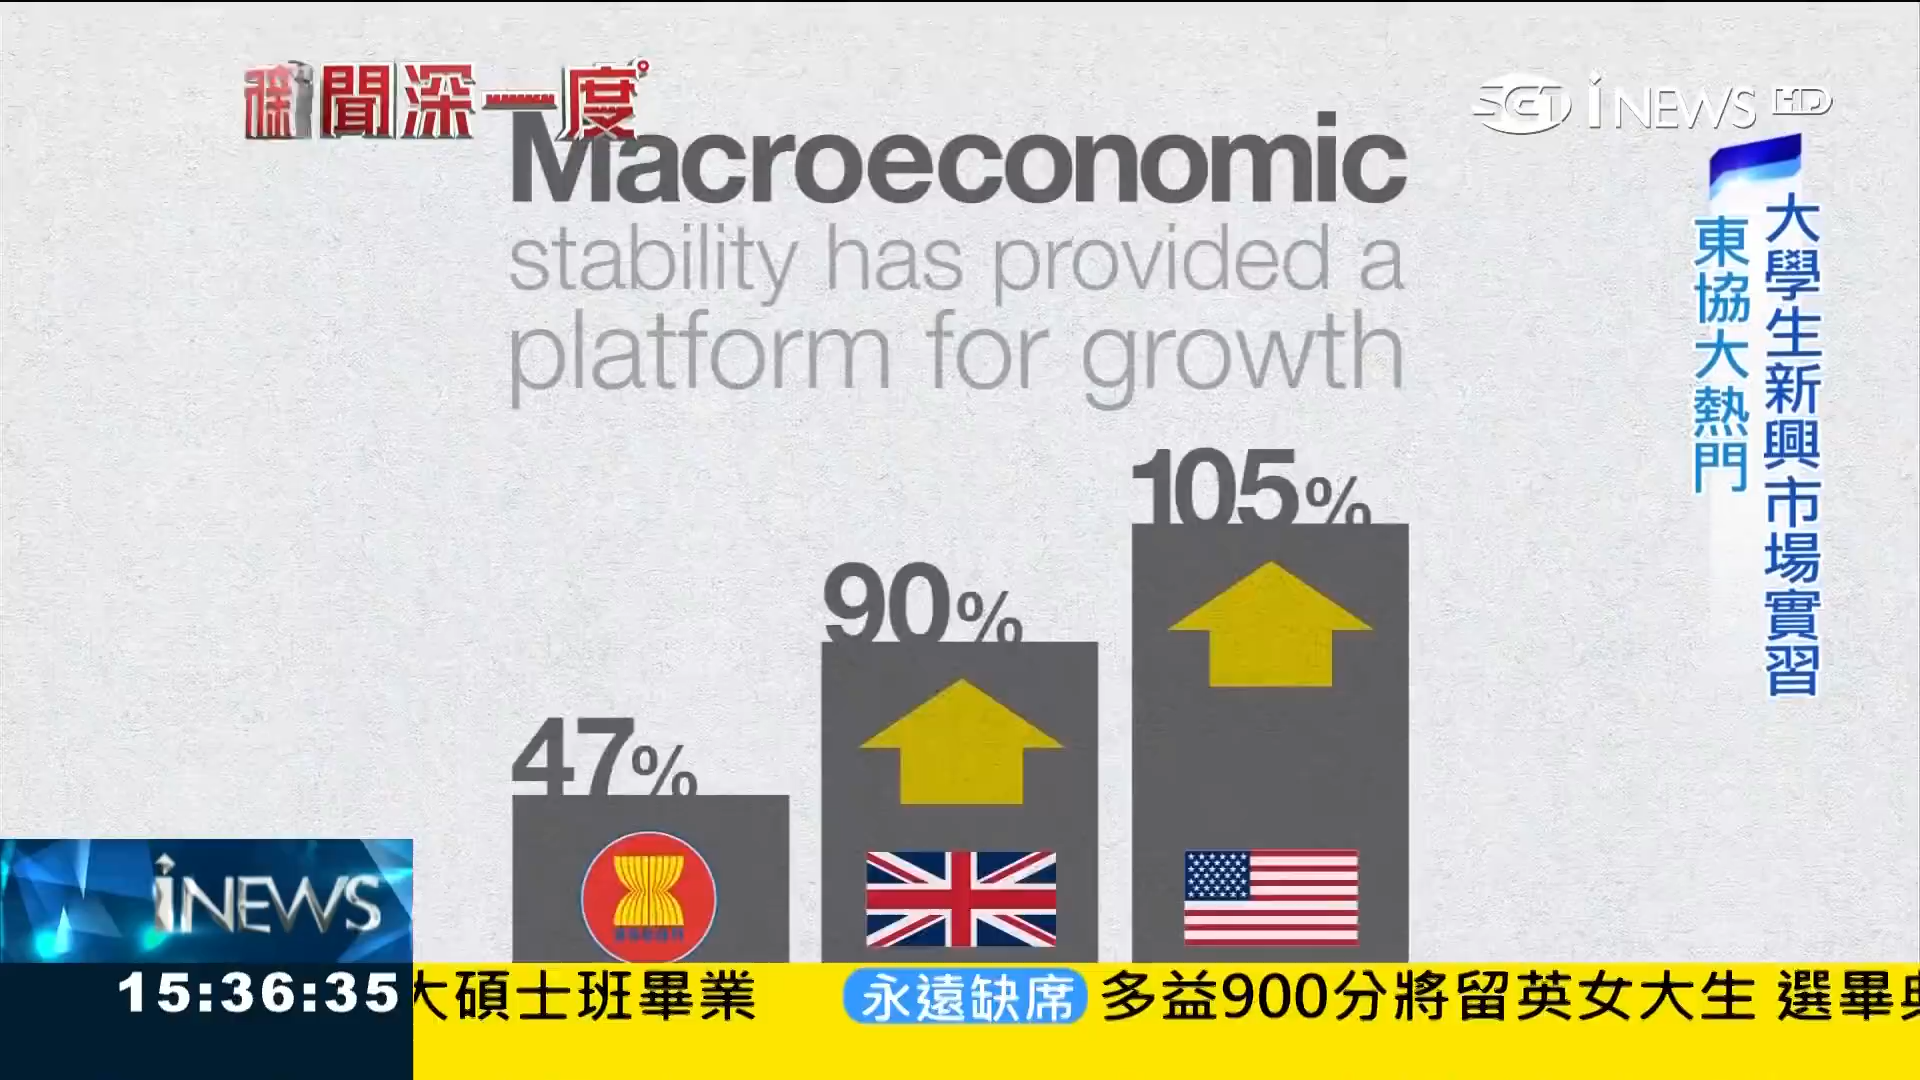 聞深一度
SET iNEWS HD
Macroeconomic
stability has provided a
platform for growth
大學生新興市場實習
東協大熱門
105%
90%
47%
iNEWS
15:36:35
大碩士班畢業
永遠缺席
多益900分將留英女大生 選畢典